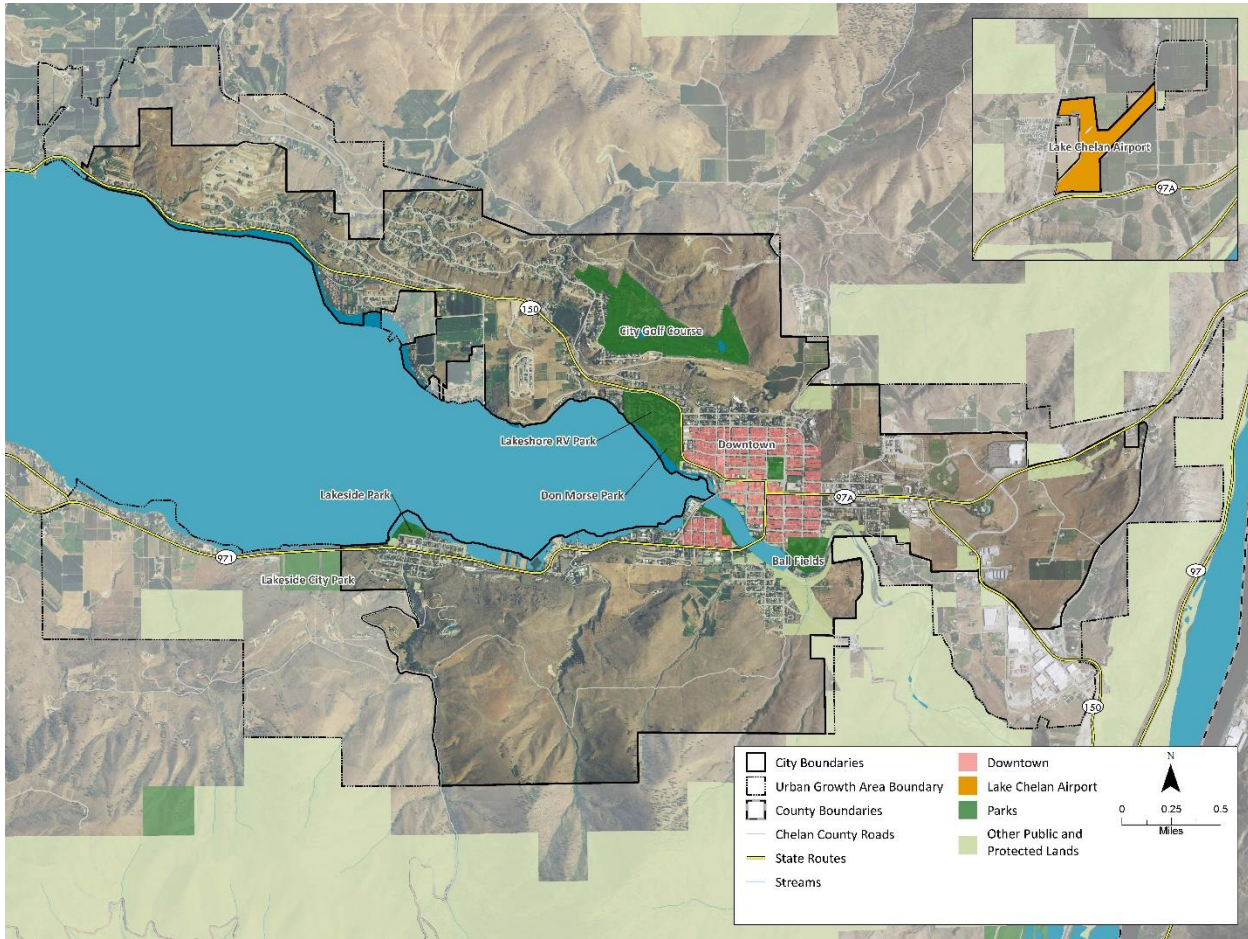 Lake Chelan Airport
97A
150
City Golf Course
Lakeshore RV Park
Downtown
Don Morse Park
Lakeside Park
97A
971
Lakeside City Park
Ball Fields
97
150
City Boundaries
Urban Growth Area Boundary
County Boundaries
Chelan County Roads
State Routes
Streams
Downtown
Lake Chelan Airport
Parks
Other Public and
Protected Lands
N
0 0.25 0.5
Miles